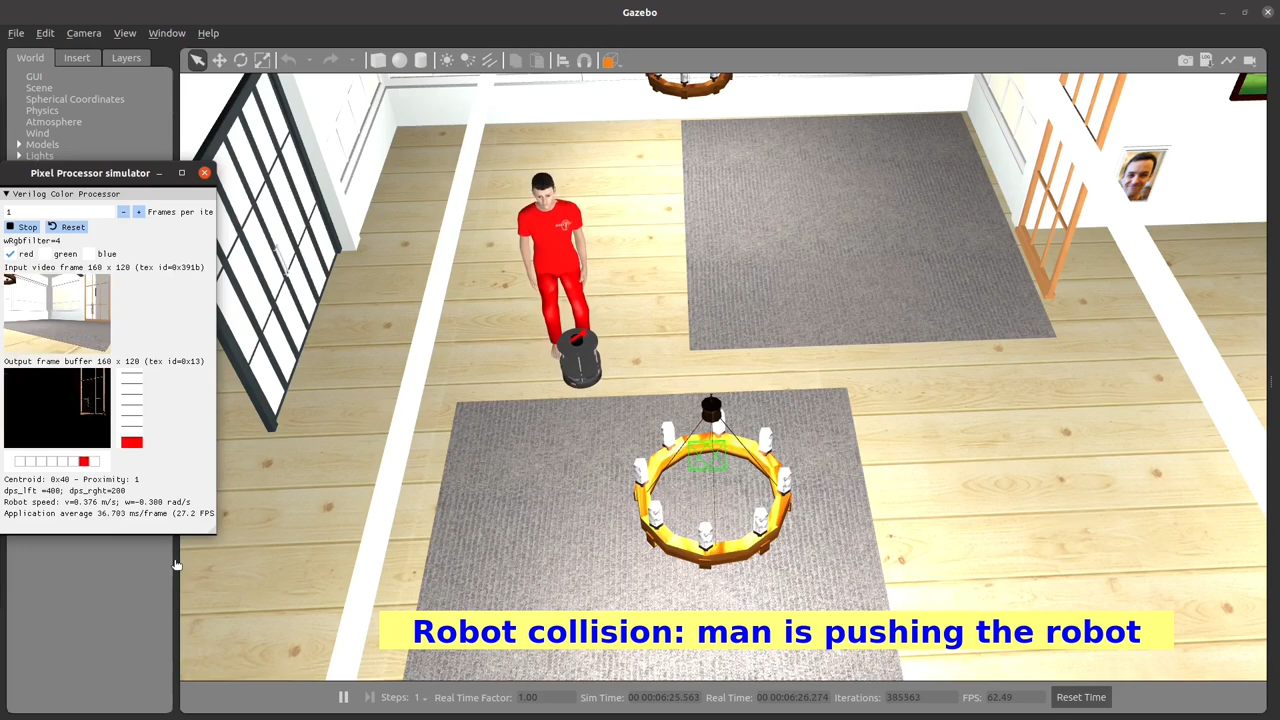 Gazebo
File Edit Camera View Window Help
World Insert Layers
GUI
Scene
Spherical Coordinates
Physics
Atmosphere
Wind
Models
Lights
Pixel Processor simulator
Verilog Color Processor
1 - + Frames per ite
Stop Reset
wRgbfilter=4
red green blue
Input video frame 160 x 120 (tex id=0x391b)
Output frame buffer 160 x 120 (tex id=0x13)
Centroid: 0x40 - Proximity: 1
dps_lft =400; dps_rght=200
Robot speed: v=0.376 m/s; w=-0.300 rad/s
Application average 36.703 ms/frame (27.2 FPS
Robot collision: man is pushing the robot
Steps: 1 Real Time Factor: 1.00 Sim Time: 00 00:06:25.563 Real Time: 00 00:06:26.274 Iterations: 385563 FPS: 62.49 Reset Time